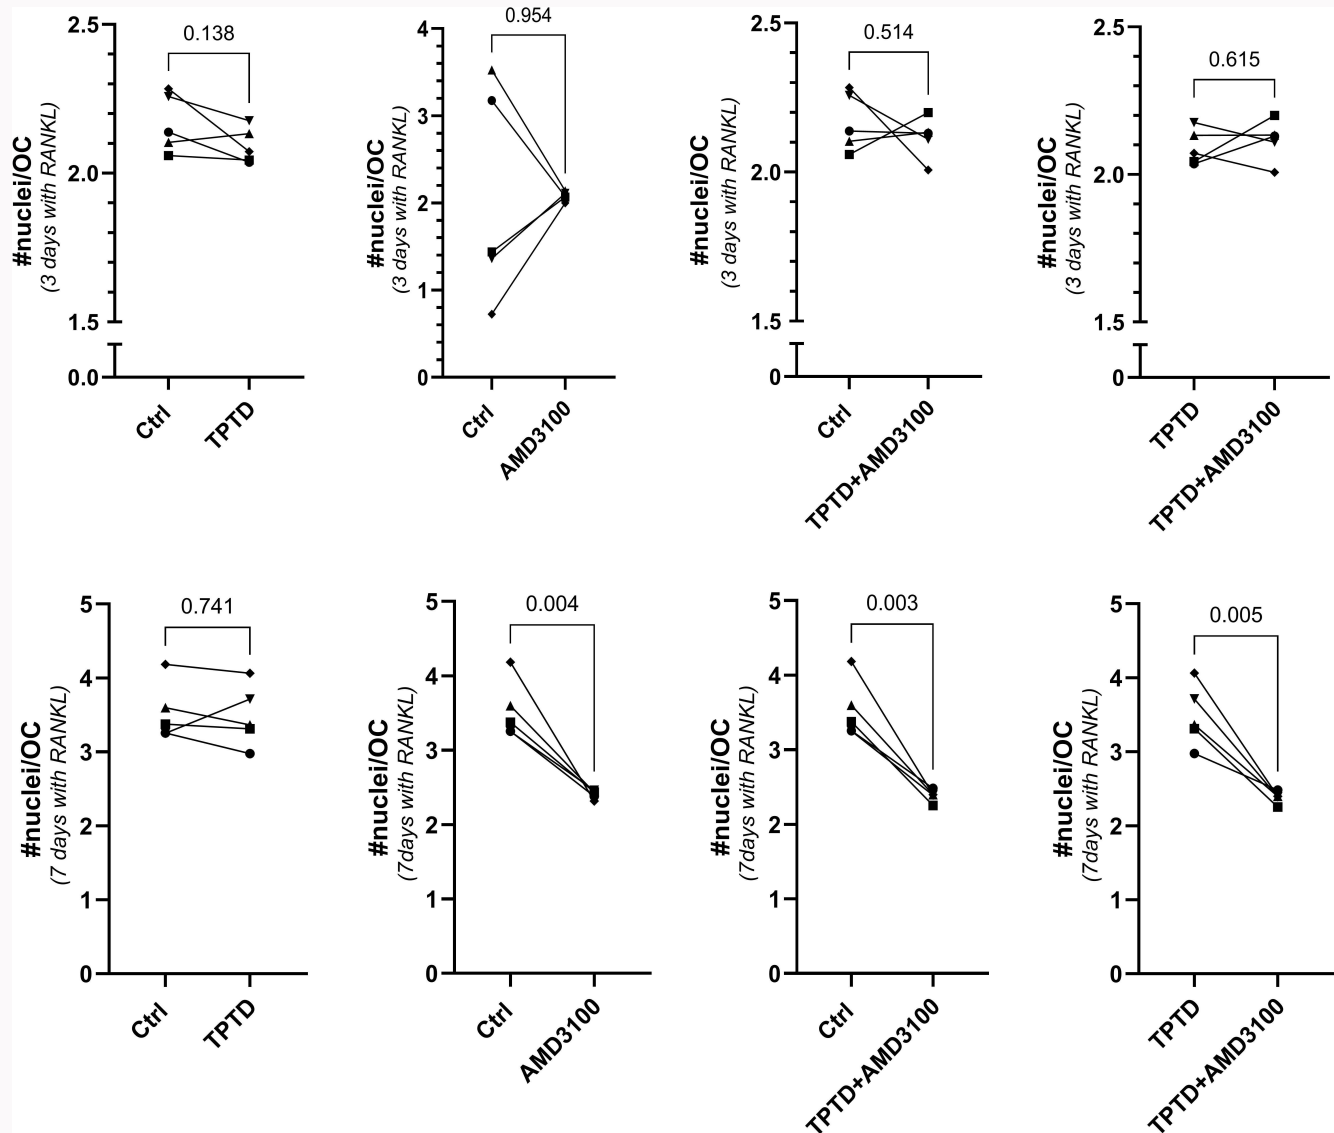 #nuclei/OC
(3 days with RANKL)
2.5
2.0
1.5
0.0
0.138
Ctrl
TPTD
#nuclei/OC
(3 days with RANKL)
4
3
2
1
0
0.954
Ctrl
AMD3100
#nuclei/OC
(3 days with RANKL)
2.5
2.0
1.5
0
0.514
Ctrl
TPTD+AMD3100
#nuclei/OC
(3 days with RANKL)
2.5
2.0
1.5
0
0.615
TPTD
TPTD+AMD3100
#nuclei/OC
(7 days with RANKL)
5
4
3
2
1
0
0.741
Ctrl
TPTD
#nuclei/OC
(7days with RANKL)
5
4
3
2
1
0
0.004
Ctrl
AMD3100
#nuclei/OC
(7days with RANKL)
5
4
3
2
1
0
0.003
Ctrl
TPTD+AMD3100
#nuclei/OC
(7days with RANKL)
5
4
3
2
1
0
0.005
TPTD
TPTD+AMD3100